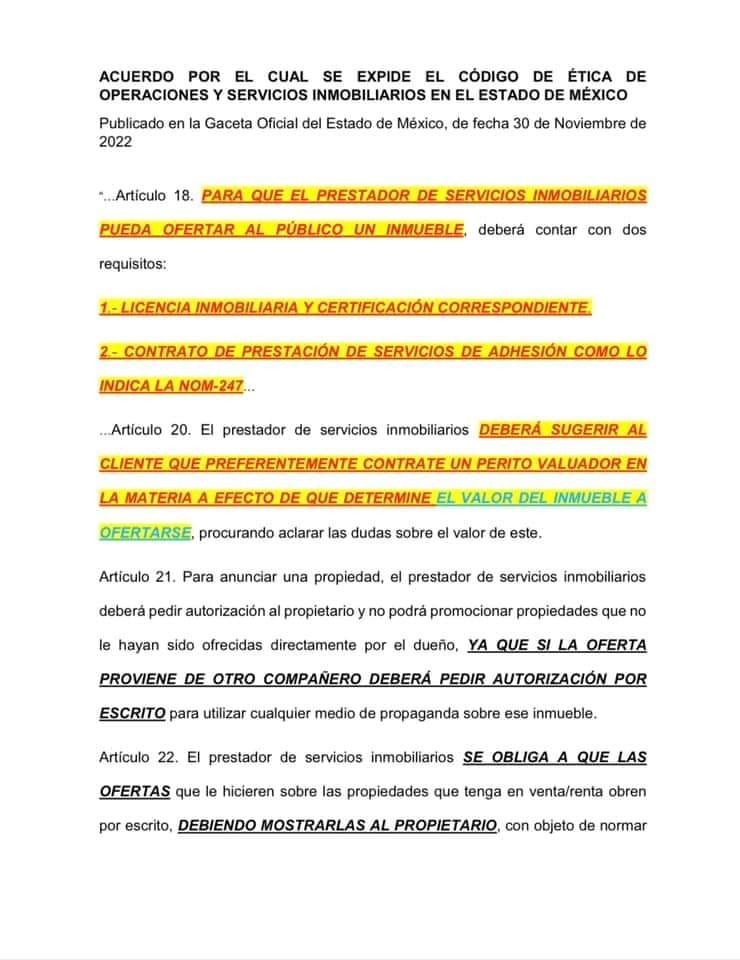 ACUERDO POR EL CUAL SE EXPIDE EL CÓDIGO DE ÉTICA DE
OPERACIONES Y SERVICIOS INMOBILIARIOS EN EL ESTADO DE MÉXICO
Publicado en la Gaceta Oficial del Estado de México, de fecha 30 de Noviembre de
2022
“...Artículo 18. PARA QUE EL PRESTADOR DE SERVICIOS INMOBILIARIOS
PUEDA OFERTAR AL PÚBLICO UN INMUEBLE, deberá contar con dos
requisitos:
1.- LICENCIA INMOBILIARIA Y CERTIFICACIÓN CORRESPONDIENTE.
2.- CONTRATO DE PRESTACIÓN DE SERVICIOS DE ADHESIÓN COMO LO
INDICA LA NOM-247...
...Artículo 20. El prestador de servicios inmobiliarios DEBERÁ SUGERIR AL
CLIENTE QUE PREFERENTEMENTE CONTRATE UN PERITO VALUADOR EN
LA MATERIA A EFECTO DE QUE DETERMINE EL VALOR DEL INMUEBLE A
OFERTARSE, procurando aclarar las dudas sobre el valor de este.
Artículo 21. Para anunciar una propiedad, el prestador de servicios inmobiliarios
deberá pedir autorización al propietario y no podrá promocionar propiedades que no
le hayan sido ofrecidas directamente por el dueño, YA QUE SI LA OFERTA
PROVIENE DE OTRO COMPAÑERO DEBERÁ PEDIR AUTORIZACIÓN POR
ESCRITO para utilizar cualquier medio de propaganda sobre ese inmueble.
Artículo 22. El prestador de servicios inmobiliarios SE OBLIGA A QUE LAS
OFERTAS que le hicieren sobre las propiedades que tenga en venta/renta obren
por escrito, DEBIENDO MOSTRARLAS AL PROPIETARIO, con objeto de normar